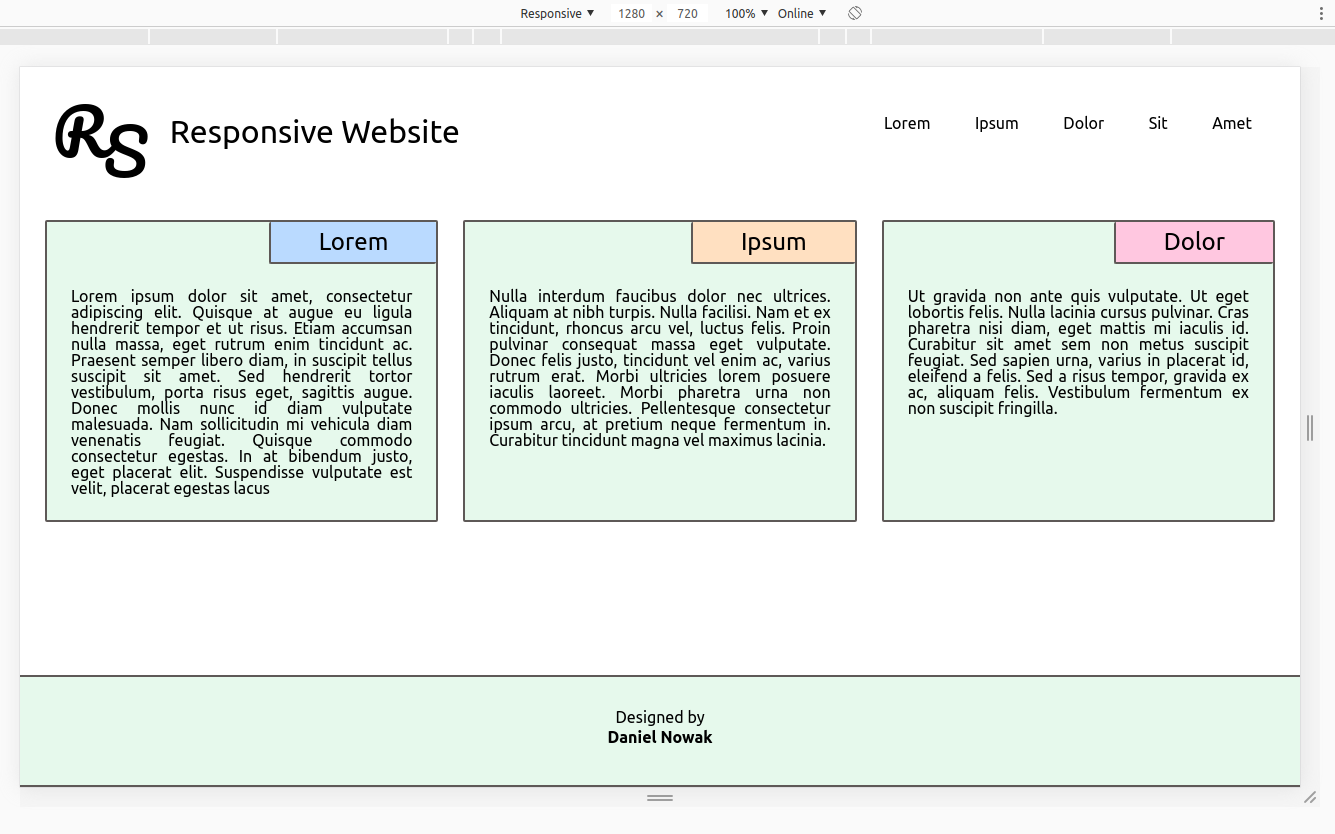 Responsive ▼ 1280 × 720 100% ▼ Online ▼
RS Responsive Website
Lorem Ipsum Dolor Sit Amet
Lorem
Lorem ipsum dolor sit amet, consectetur
adipiscing elit. Quisque at augue eu ligula
hendrerit tempor et ut risus. Etiam accumsan
nulla massa, eget rutrum enim tincidunt ac.
Praesent semper libero diam, in suscipit tellus
suscipit sit amet. Sed hendrerit tortor
vestibulum, porta risus eget, sagittis augue.
Donec mollis nunc id diam vulputate
malesuada. Nam sollicitudin mi vehicula diam
venenatis feugiat. Quisque commodo
consectetur egestas. In at bibendum justo,
eget placerat elit. Suspendisse vulputate est
velit, placerat egestas lacus
Ipsum
Nulla interdum faucibus dolor nec ultrices.
Aliquam at nibh turpis. Nulla facilisi. Nam et ex
tincidunt, rhoncus arcu vel, luctus felis. Proin
pulvinar consequat massa eget vulputate.
Donec felis justo, tincidunt vel enim ac, varius
rutrum erat. Morbi ultricies lorem posuere
iaculis laoreet. Morbi pharetra urna non
commodo ultricies. Pellentesque consectetur
ipsum arcu, at pretium neque fermentum in.
Curabitur tincidunt magna vel maximus lacinia.
Dolor
Ut gravida non ante quis vulputate. Ut eget
lobortis felis. Nulla lacinia cursus pulvinar. Cras
pharetra nisi diam, eget mattis mi iaculis id.
Curabitur sit amet sem non metus suscipit
feugiat. Sed sapien urna, varius in placerat id,
eleifend a felis. Sed a risus tempor, gravida ex
ac, aliquam felis. Vestibulum fermentum ex
non suscipit fringilla.
Designed by
Daniel Nowak